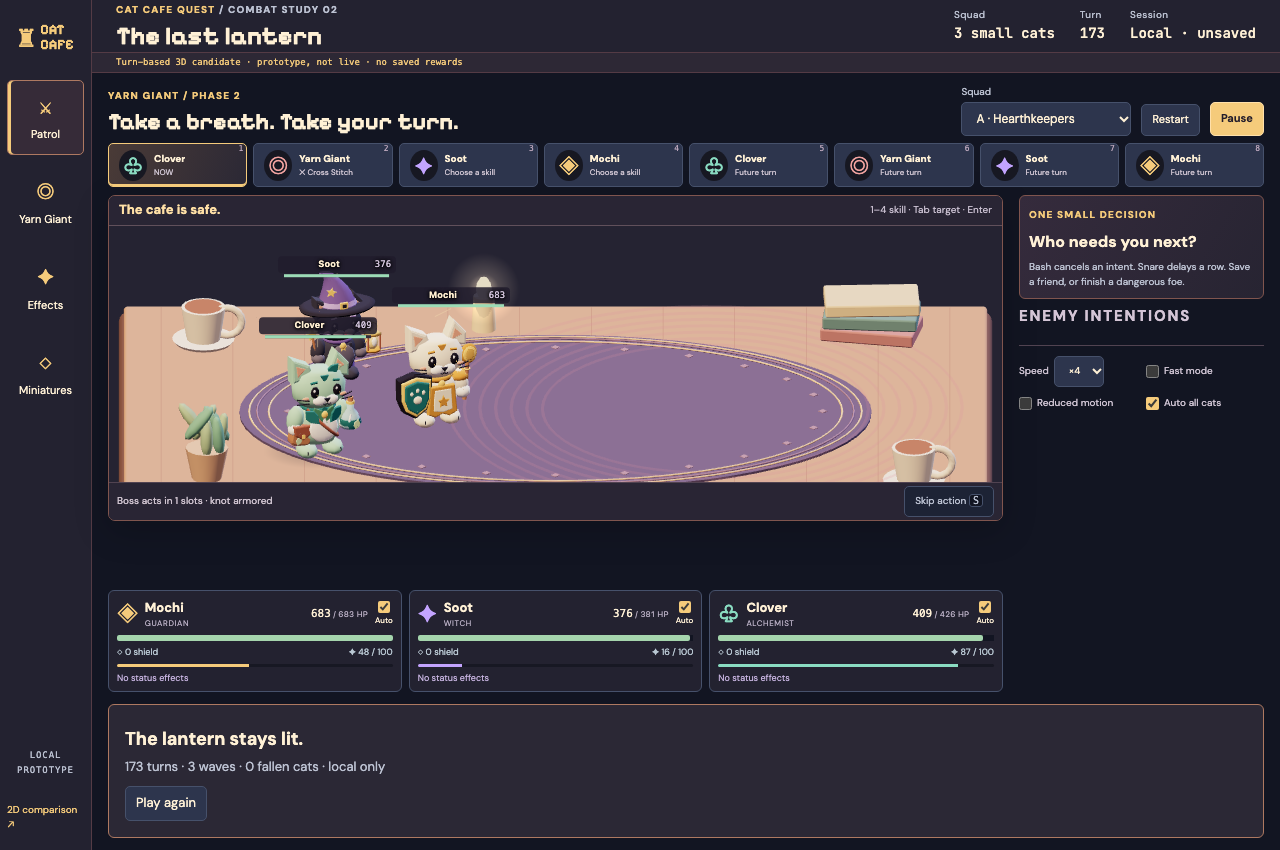 OAT
CAFE
Patrol
Yarn Giant
Effects
Miniatures
LOCAL
PROTOTYPE
2D comparison
↗
CAT CAFE QUEST / COMBAT STUDY 02
The last lantern
Squad
3 small cats
Turn
173
Session
Local · unsaved
Turn-based 3D candidate · prototype, not live · no saved rewards
YARN GIANT / PHASE 2
Take a breath. Take your turn.
Squad
A · Hearthkeepers
Restart
Pause
Clover
NOW
1
Yarn Giant
✕ Cross Stitch
2
Soot
Choose a skill
3
Mochi
Choose a skill
4
Clover
Future turn
5
Yarn Giant
Future turn
6
Soot
Future turn
7
Mochi
Future turn
8
The cafe is safe.
1–4 skill · Tab target · Enter
Soot 376
Mochi 683
Clover 409
Boss acts in 1 slots · knot armored
Skip action S
ONE SMALL DECISION
Who needs you next?
Bash cancels an intent. Snare delays a row. Save
a friend, or finish a dangerous foe.
ENEMY INTENTIONS
Speed
×4
Fast mode
Reduced motion
Auto all cats
Mochi
GUARDIAN
683 / 683 HP
Auto
◇ 0 shield
✦ 48 / 100
No status effects
Soot
WITCH
376 / 381 HP
Auto
◇ 0 shield
✦ 16 / 100
No status effects
Clover
ALCHEMIST
409 / 426 HP
Auto
◇ 0 shield
✦ 87 / 100
No status effects
The lantern stays lit.
173 turns · 3 waves · 0 fallen cats · local only
Play again